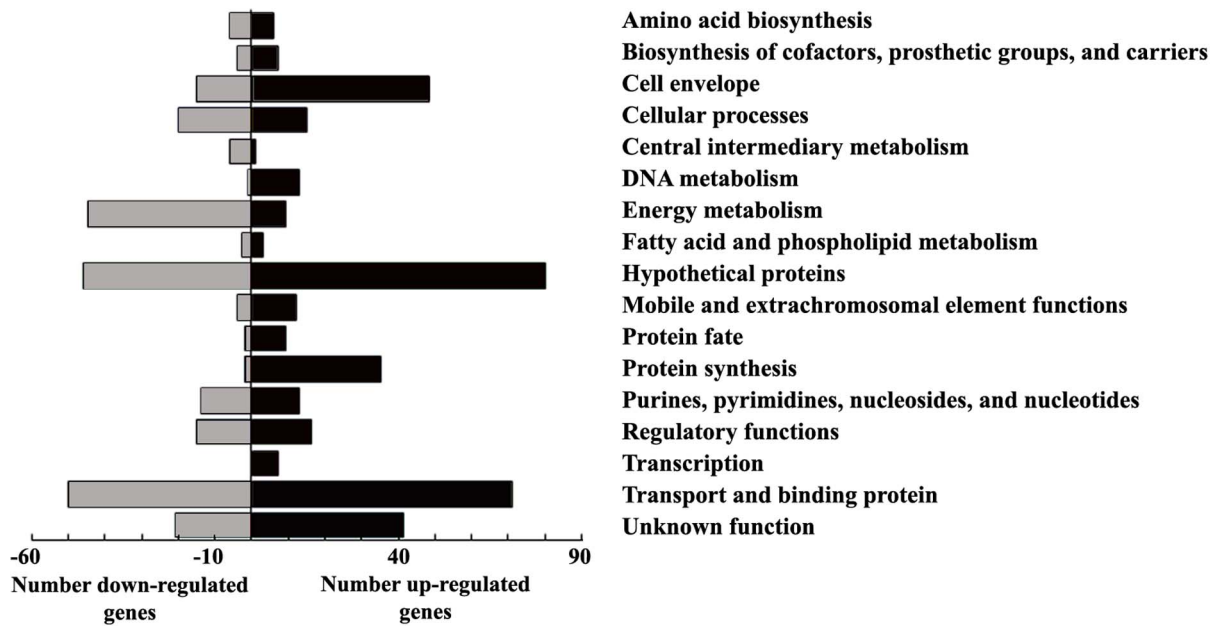 Amino acid biosynthesis
Biosynthesis of cofactors, prosthetic groups, and carriers
Cell envelope
Cellular processes
Central intermediary metabolism
DNA metabolism
Energy metabolism
Fatty acid and phospholipid metabolism
Hypothetical proteins
Mobile and extrachromosomal element functions
Protein fate
Protein synthesis
Purines, pyrimidines, nucleosides, and nucleotides
Regulatory functions
Transcription
Transport and binding protein
Unknown function
-60 -10 40 90
Number down-regulated genes
Number up-regulated genes